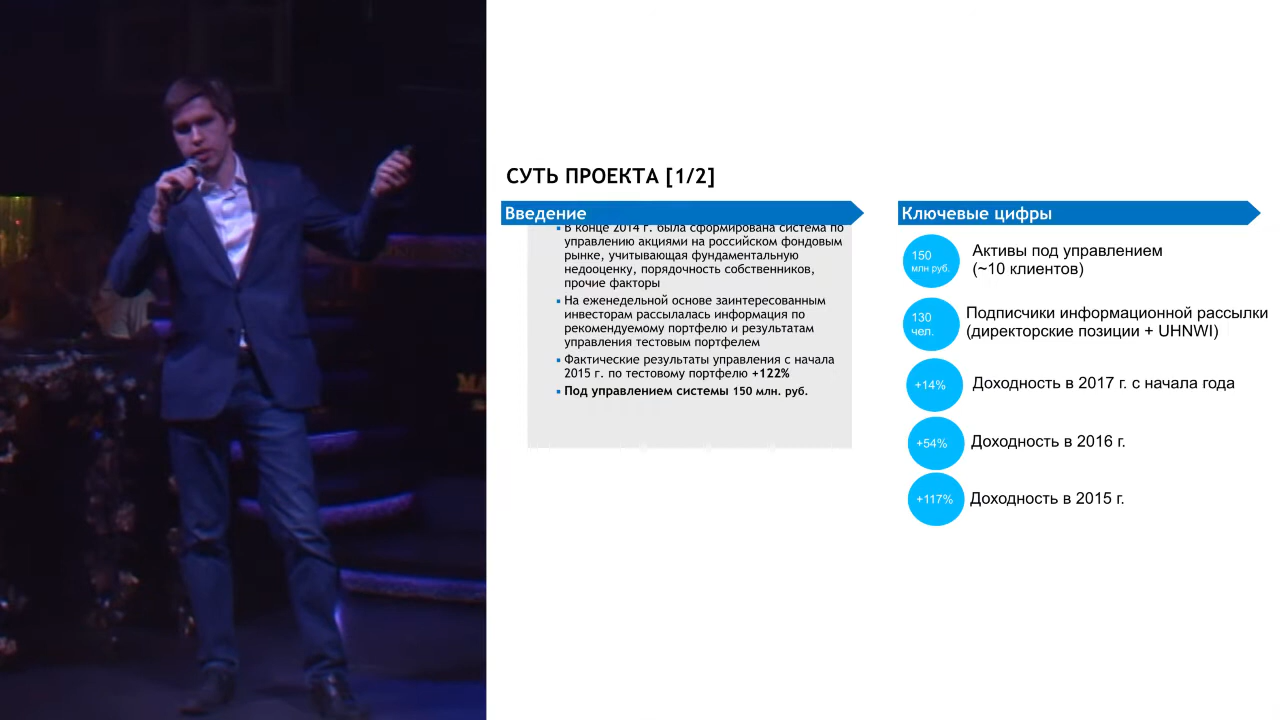 СУТЬ ПРОЕКТА [1/2]
Введение
В конце 2014 г. была сформирована система по
управлению акциями на российском фондовым
рынке, учитывающая фундаментальную
недооценку, порядочность собственников,
прочие факторы
На еженедельной основе заинтересованным
инвесторам рассылалась информация по
рекомендуемому портфелю и результатам
управления тестовым портфелем
Фактические результаты управления с начала
2015 г. по тестовому портфелю +122%
Под управлением системы 150 млн. руб.
Ключевые цифры
150
млн руб.
Активы под управлением
(~10 клиентов)
130
чел.
Подписчики информационной рассылки
(директорские позиции + UHNWI)
+14%
Доходность в 2017 г. с начала года
+54%
Доходность в 2016 г.
+117%
Доходность в 2015 г.